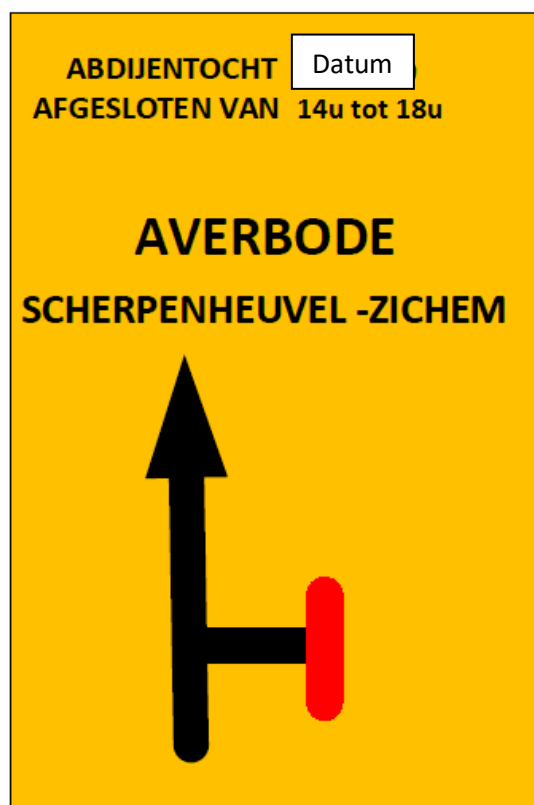 ABDIJENTOCHT Datum
AFGESLOTEN VAN 14u tot 18u
AVERBODE
SCHERPENHEUVEL -ZICHEM